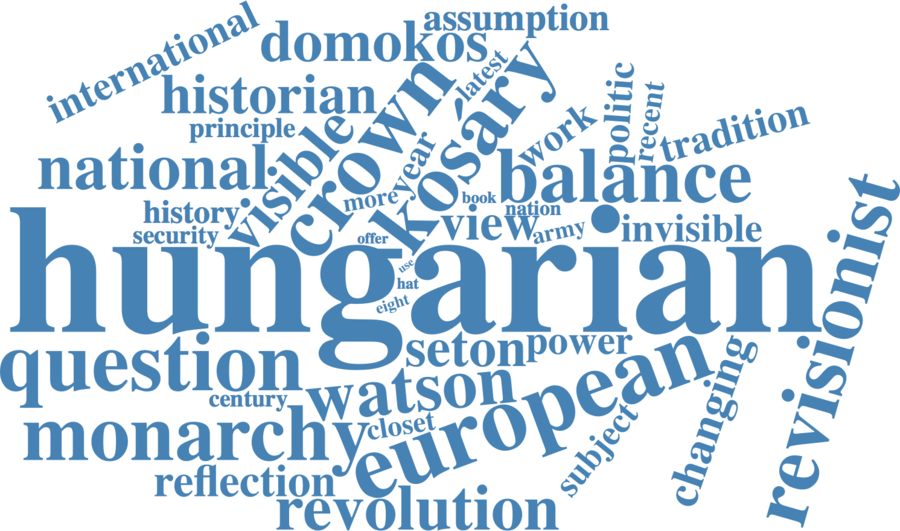 international
assumption
domokos
historian
principle
crown
latest
kosary
visible
year
more
work
politic
recent
tradition
national
balance
history
security
book
nation
view
army
invisible
offer
hungarian
use
hat
eight
revisionist
question
seton
power
century
watson
european
changing
monarchy
closet
subject
reflection
revolution